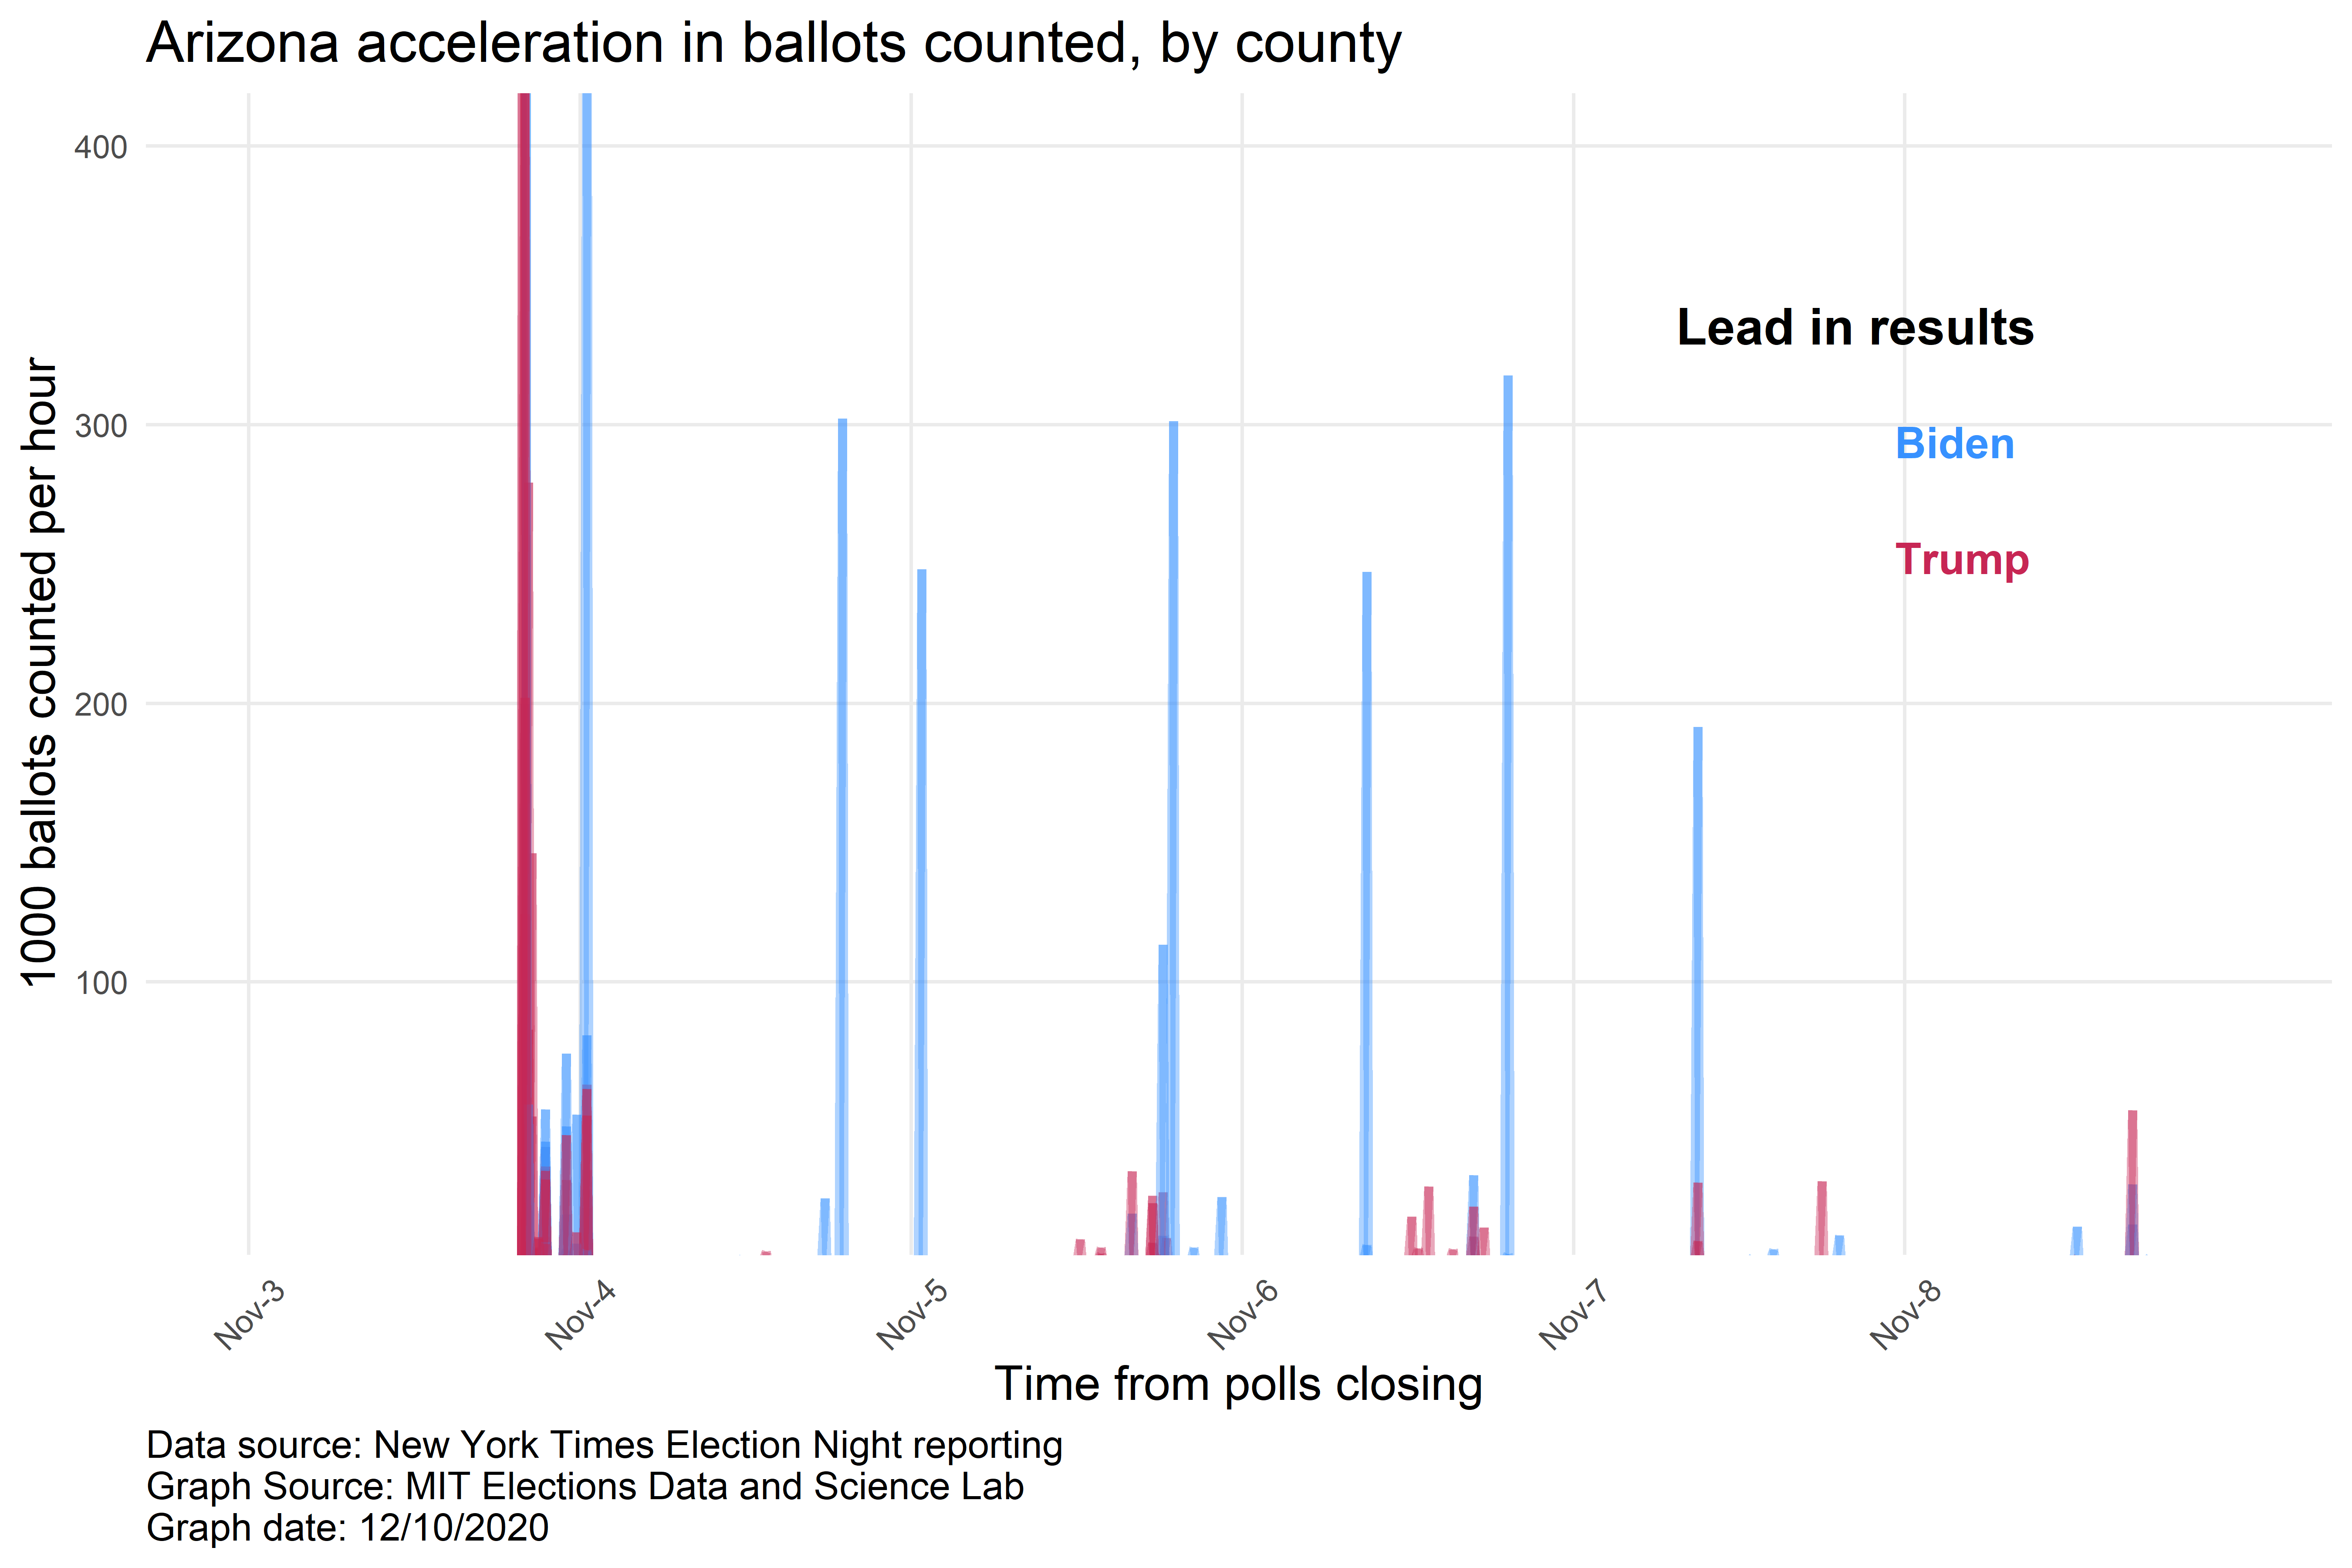 Arizona acceleration in ballots counted, by county
1000 ballots counted per hour
400
300
200
100
Lead in results
Biden
Trump
Nov-3
Nov-4
Nov-5
Nov-6
Nov-7
Nov-8
Time from polls closing
Data source: New York Times Election Night reporting
Graph Source: MIT Elections Data and Science Lab
Graph date: 12/10/2020